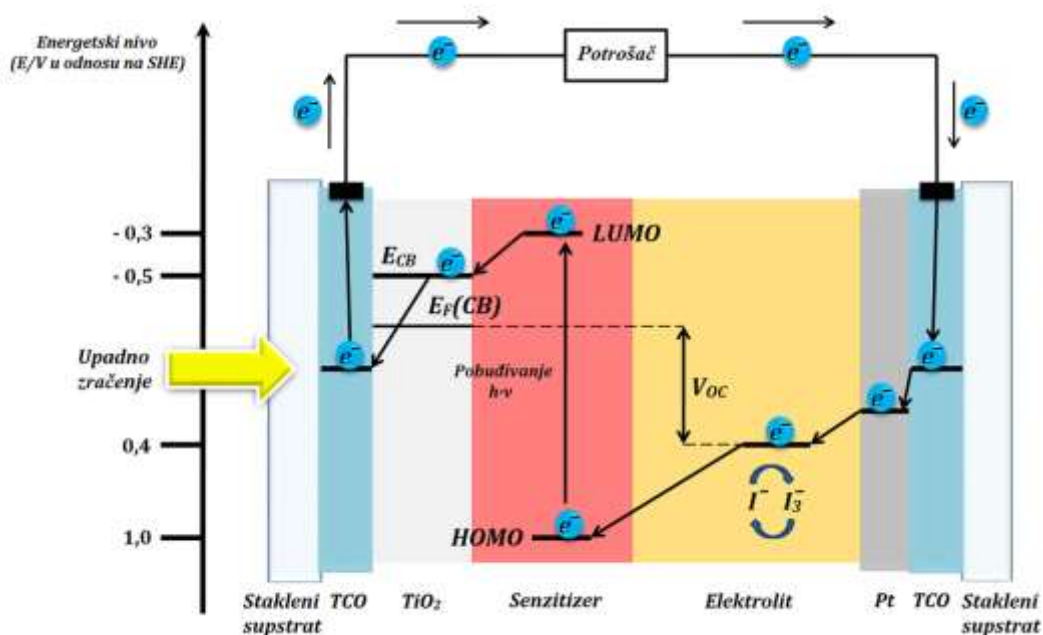 Energetski nivo
(E/V u odnosu na SHE)
e⁻
e⁻
Potrošač
e⁻
e⁻
- 0,3
e⁻
LUMO
E_CB
e⁻
- 0,5
E_F(CB)
Upadno
zračenje
e⁻
Pobuđivanje
h·ν
V_OC
e⁻
e⁻
0,4
e⁻
I⁻ I₃⁻
1,0
HOMO
e⁻
Stakleni
supstrat
TCO
TiO₂
Senzitizer
Elektrolit
Pt
TCO
Stakleni
supstrat